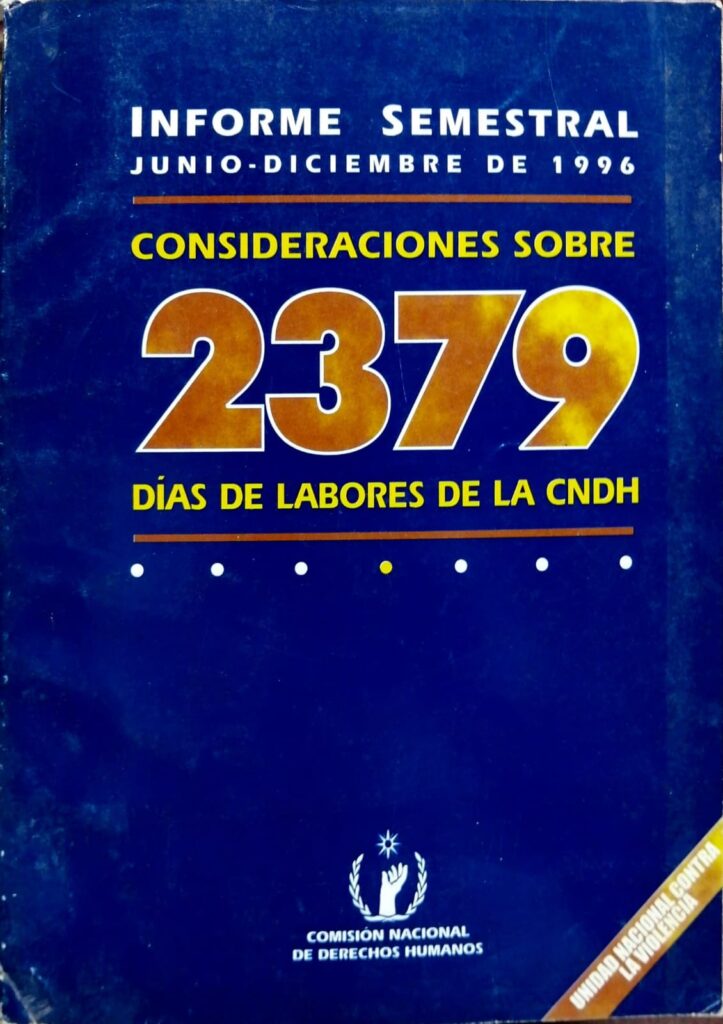 INFORME SEMESTRAL
JUNIO-DICIEMBRE DE 1996
CONSIDERACIONES SOBRE
2379
DÍAS DE LABORES DE LA CNDH
COMISIÓN NACIONAL
DE DERECHOS HUMANOS
UNIDAD NACIONAL CONTRA
LA VIOLENCIA